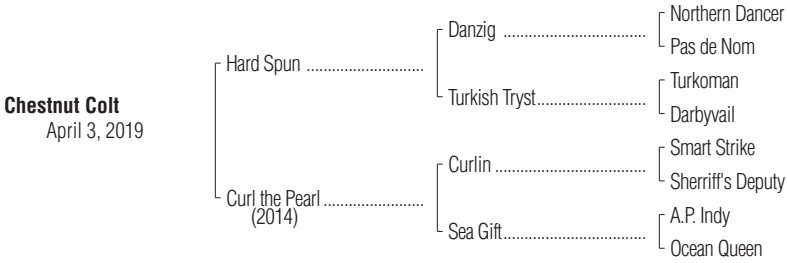 Chestnut Colt
April 3, 2019
Hard Spun ..........................
Curl the Pearl ......................
(2014)
Danzig ................................
Turkish Tryst........................
Curlin .................................
Sea Gift................................
Northern Dancer
Pas de Nom
Turkoman
Darbyvail
Smart Strike
Sherriff's Deputy
A.P. Indy
Ocean Queen